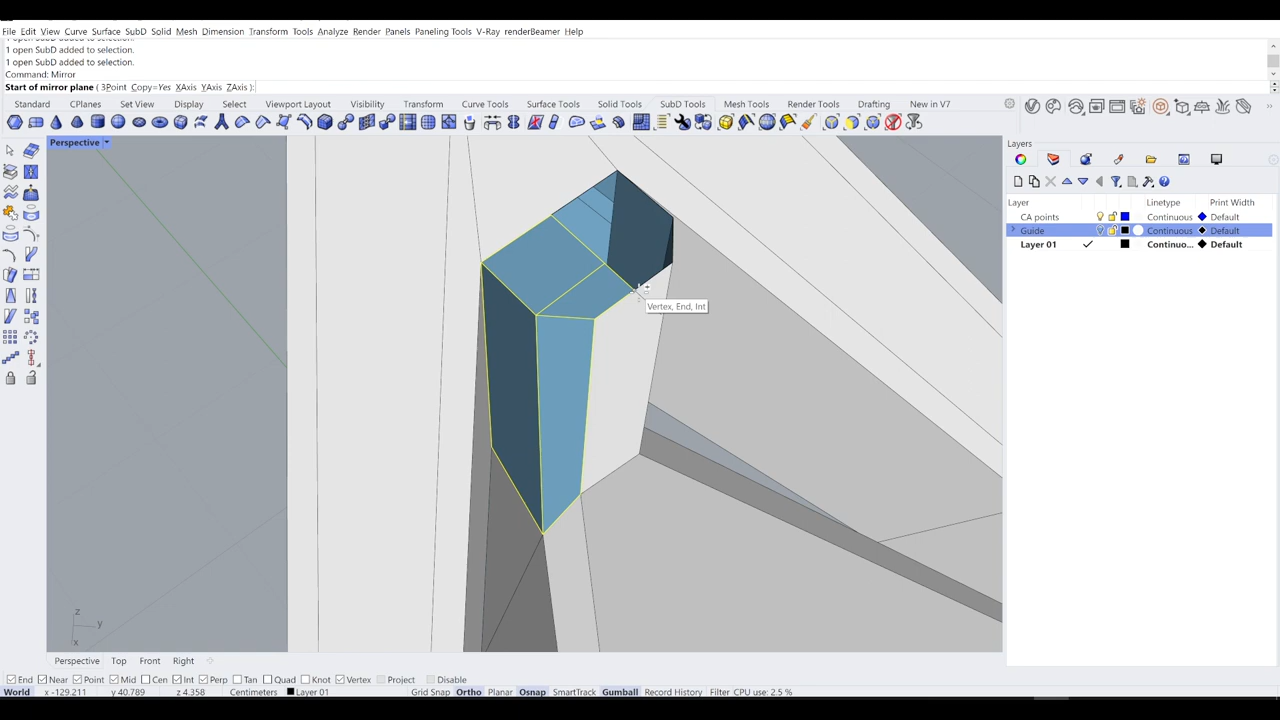 File Edit View Curve Surface SubD Solid Mesh Dimension Transform Tools Analyze Render Panels Paneling Tools V-Ray renderBeamer Help
1 open SubD added to selection.
1 open SubD added to selection.
1 open SubD added to selection.
Command: Mirror
Start of mirror plane ( 3Point Copy=Yes XAxis YAxis ZAxis ):
Standard CPlanes Set View Display Select Viewport Layout Visibility Transform Curve Tools Surface Tools Solid Tools SubD Tools Mesh Tools Render Tools Drafting New in V7
Perspective
Layers
Layer Linetype Print Width
CA points Continuous Default
Guide Continuous Default
Layer 01 Continuo... Default
Vertex, End, Int
z
y
x
Perspective Top Front Right
End Near Point Mid Cen Int Perp Tan Quad Knot Vertex Project Disable
World x -129.211 y 40.789 z 4.358 Centimeters Layer 01 Grid Snap Ortho Planar Osnap SmartTrack Gumball Record History Filter CPU use: 2.5 %